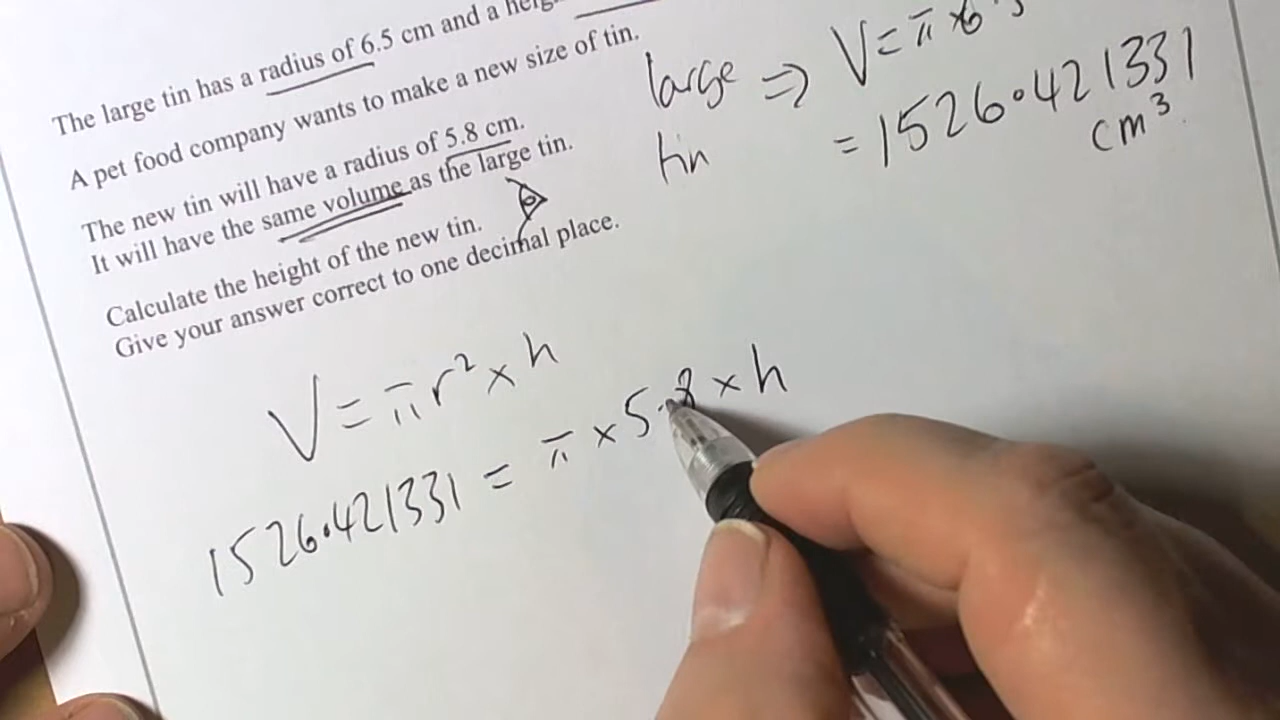 The large tin has a radius of 6.5 cm and a
A pet food company wants to make a new size of tin.
The new tin will have a radius of 5.8 cm.
It will have the same volume as the large tin.
Calculate the height of the new tin.
Give your answer correct to one decimal place.
large ⇒ V = π ×
tin = 1526.421331
cm³
V = πr² × h
1526.421331 = π × 5.8 × h